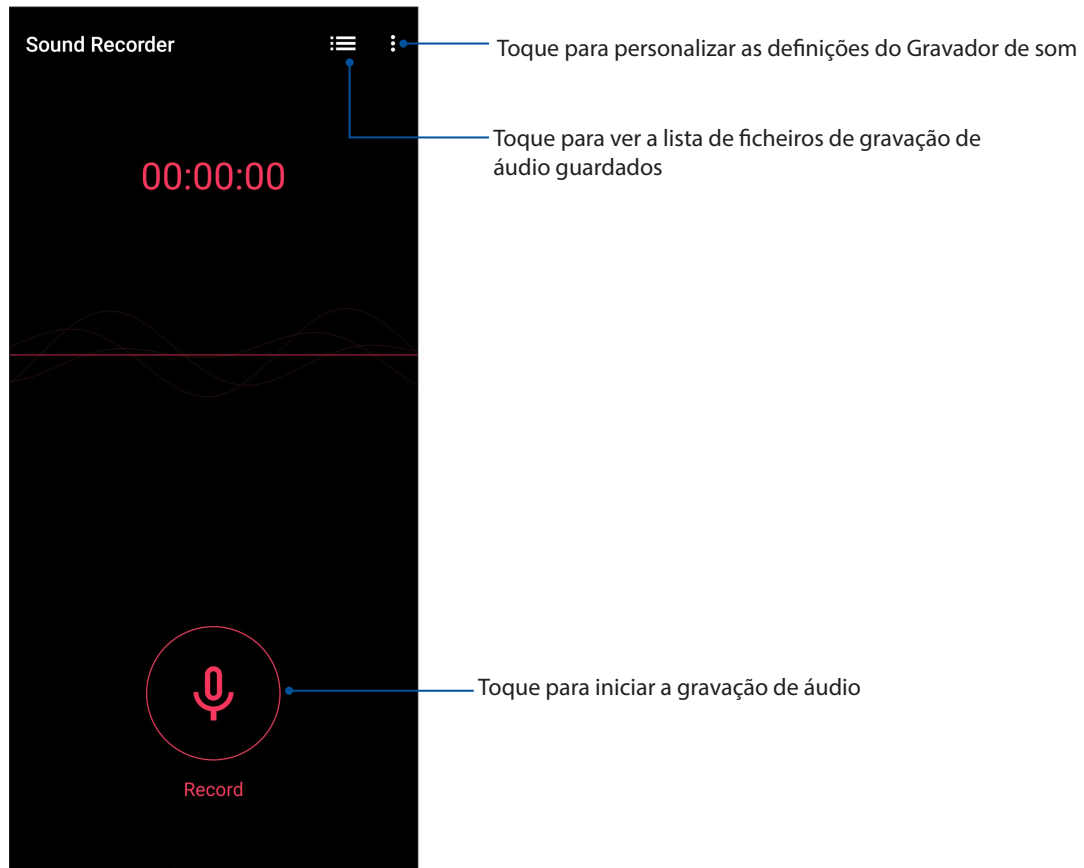 Sound Recorder
Toque para personalizar as definições do Gravador de som
Toque para ver a lista de ficheiros de gravação de
áudio guardados
00:00:00
Toque para iniciar a gravação de áudio
Record